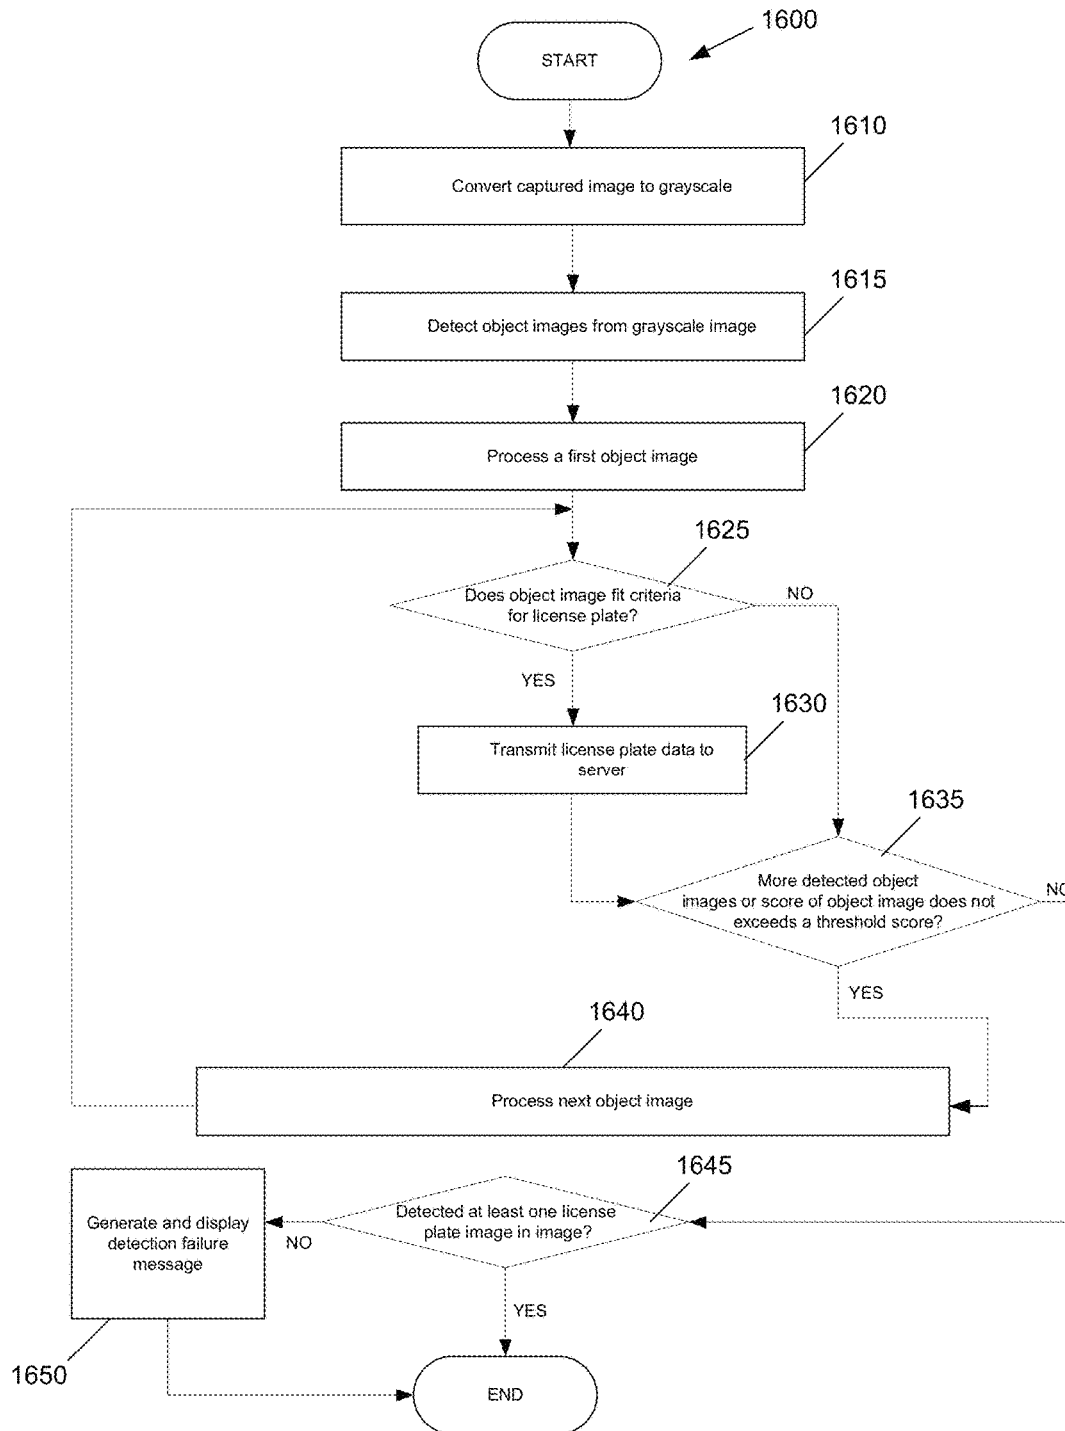 1600
START
1610
Convert captured image to grayscale
1615
Detect object images from grayscale image
1620
Process a first object image
1625
Does object image fit criteria
for license plate?
NO
YES
1630
Transmit license plate data to
server
1635
More detected object
images or score of object image does not
exceeds a threshold score?
NO
YES
1640
Process next object image
1645
Detected at least one license
plate image in image?
NO
Generate and display
detection failure
message
YES
1650
END